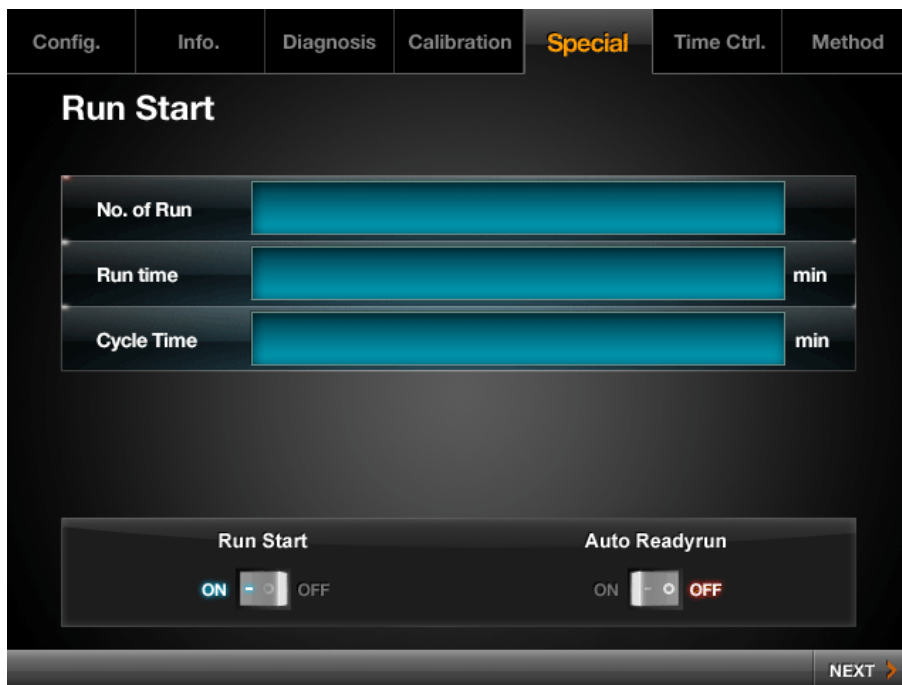 Config. Info. Diagnosis Calibration Special Time Ctrl. Method
Run Start
No. of Run
Run time min
Cycle Time min
Run Start Auto Readyrun
ON OFF ON OFF
NEXT